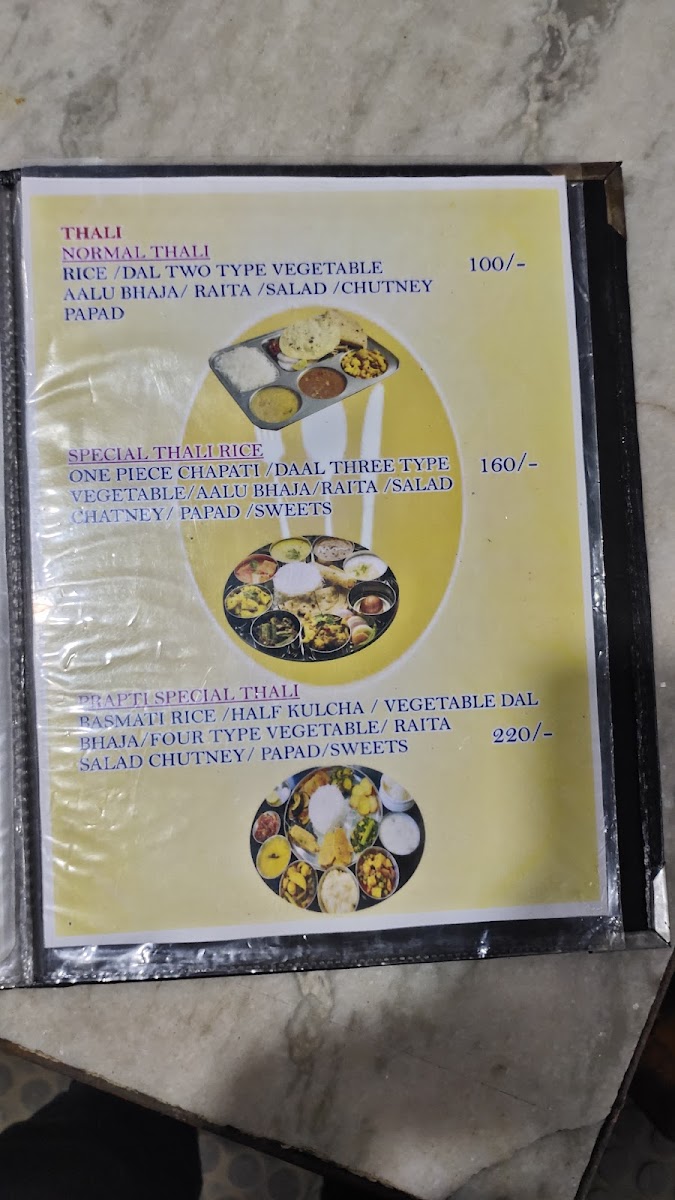 THALI
NORMAL THALI
RICE /DAL TWO TYPE VEGETABLE 100/-
AALU BHAJA/ RAITA /SALAD /CHUTNEY
PAPAD
SPECIAL THALI RICE
ONE PIECE CHAPATI /DAAL THREE TYPE 160/-
VEGETABLE/AALU BHAJA/RAITA /SALAD
CHATNEY/ PAPAD /SWEETS
PRAPTI SPECIAL THALI
BASMATI RICE /HALF KULCHA / VEGETABLE DAL
BHAJA/FOUR TYPE VEGETABLE/ RAITA 220/-
SALAD CHUTNEY/ PAPAD/SWEETS